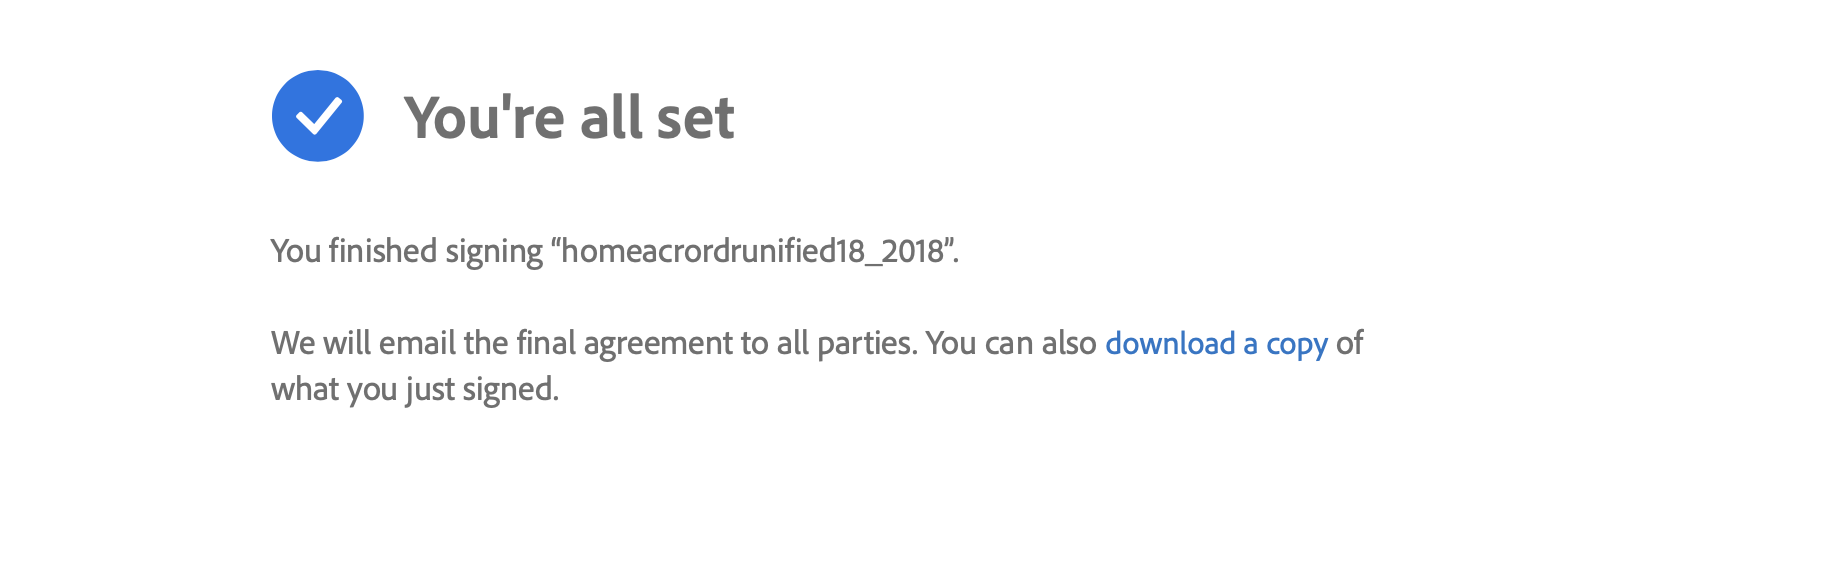 You're all set
You finished signing “homeacrordrunified18_2018”.
We will email the final agreement to all parties. You can also download a copy of
what you just signed.